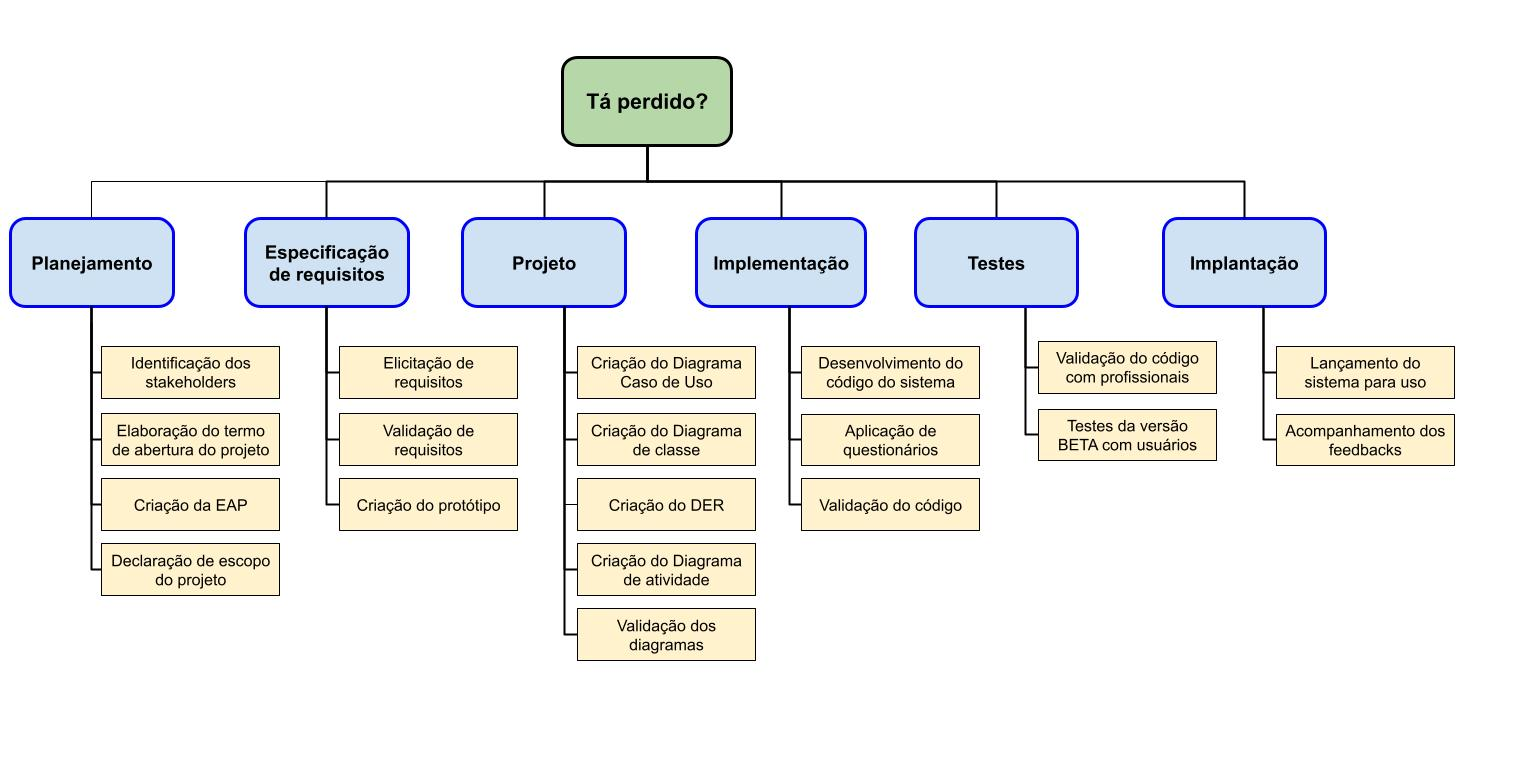 Tá perdido?
Planejamento
Especificação
de requisitos
Projeto
Implementação
Testes
Implantação
Identificação dos
stakeholders
Elaboração do termo
de abertura do projeto
Criação da EAP
Declaração de escopo
do projeto
Elicitação de
requisitos
Validação de
requisitos
Criação do protótipo
Criação do Diagrama
Caso de Uso
Criação do Diagrama
de classe
Criação do DER
Criação do Diagrama
de atividade
Validação dos
diagramas
Desenvolvimento do
código do sistema
Aplicação de
questionários
Validação do código
Validação do código
com profissionais
Testes da versão
BETA com usuários
Lançamento do
sistema para uso
Acompanhamento dos
feedbacks